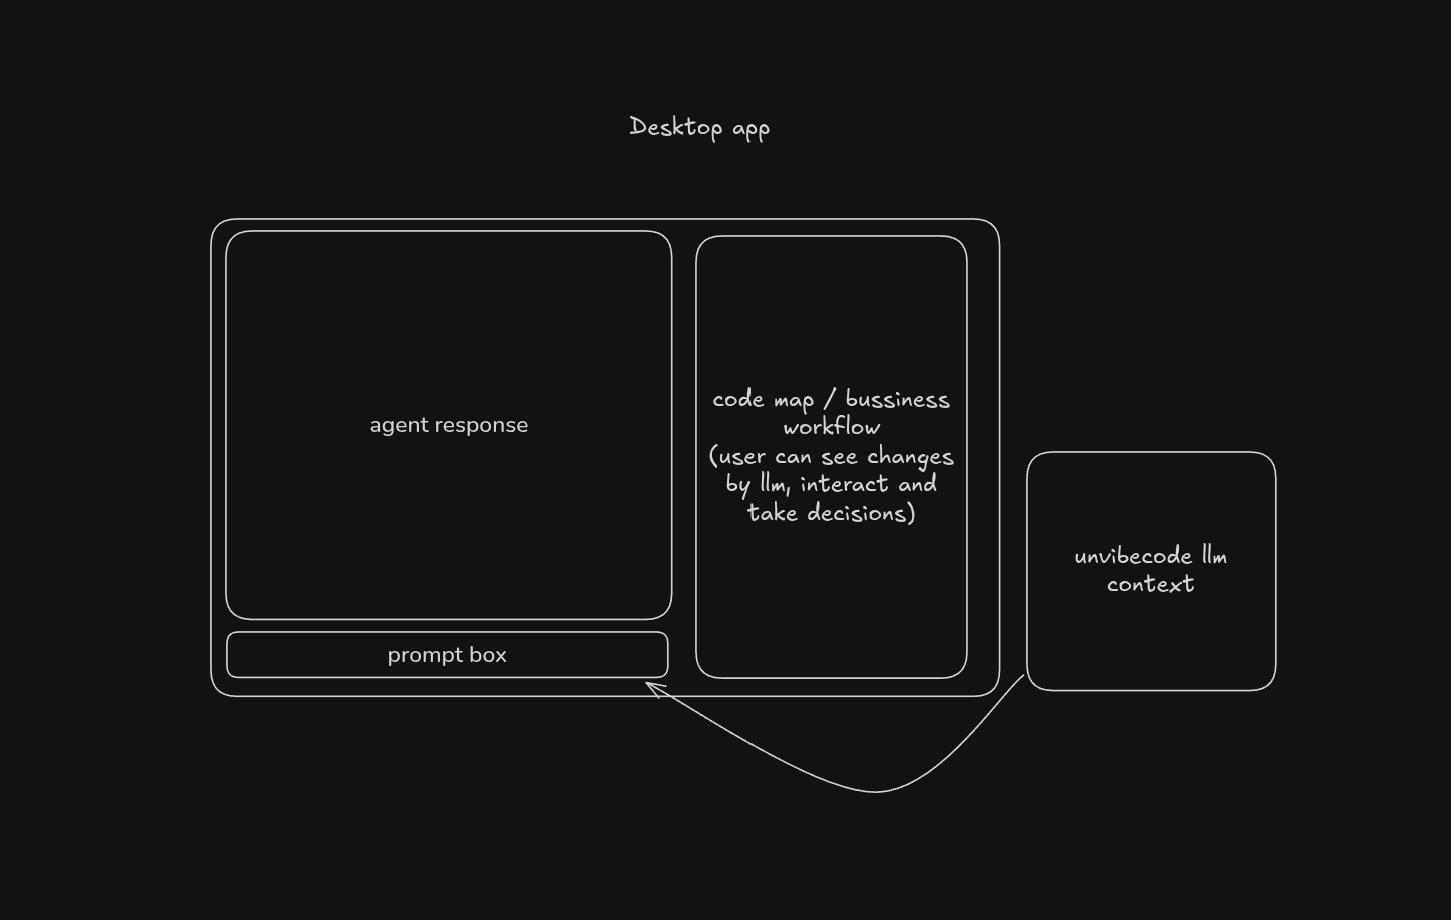 Desktop app
agent response
code map / bussiness
workflow
(user can see changes
by llm, interact and
take decisions)
unvibecode llm
context
prompt box